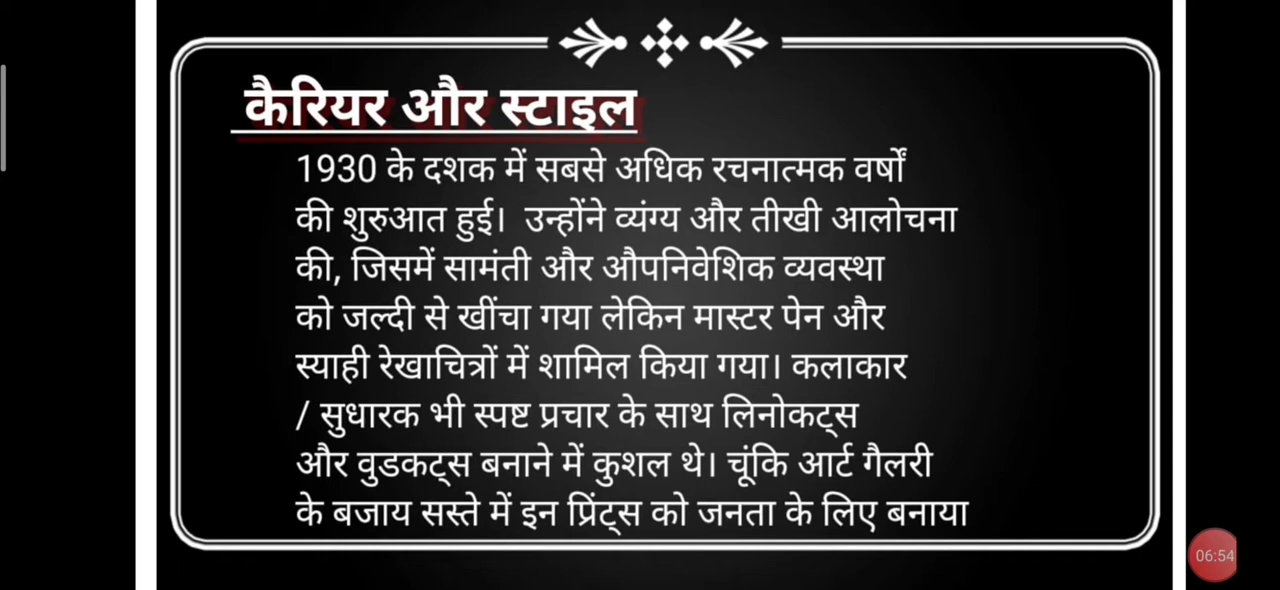 कैरियर और स्टाइल
1930 के दशक में सबसे अधिक रचनात्मक वर्षों
की शुरुआत हुई। उन्होंने व्यंग्य और तीखी आलोचना
की, जिसमें सामंती और औपनिवेशिक व्यवस्था
को जल्दी से खींचा गया लेकिन मास्टर पेन और
स्याही रेखाचित्रों में शामिल किया गया। कलाकार
/ सुधारक भी स्पष्ट प्रचार के साथ लिनोकट्स
और वुडकट्स बनाने में कुशल थे। चूंकि आर्ट गैलरी
के बजाय सस्ते में इन प्रिंट्स को जनता के लिए बनाया
06:54